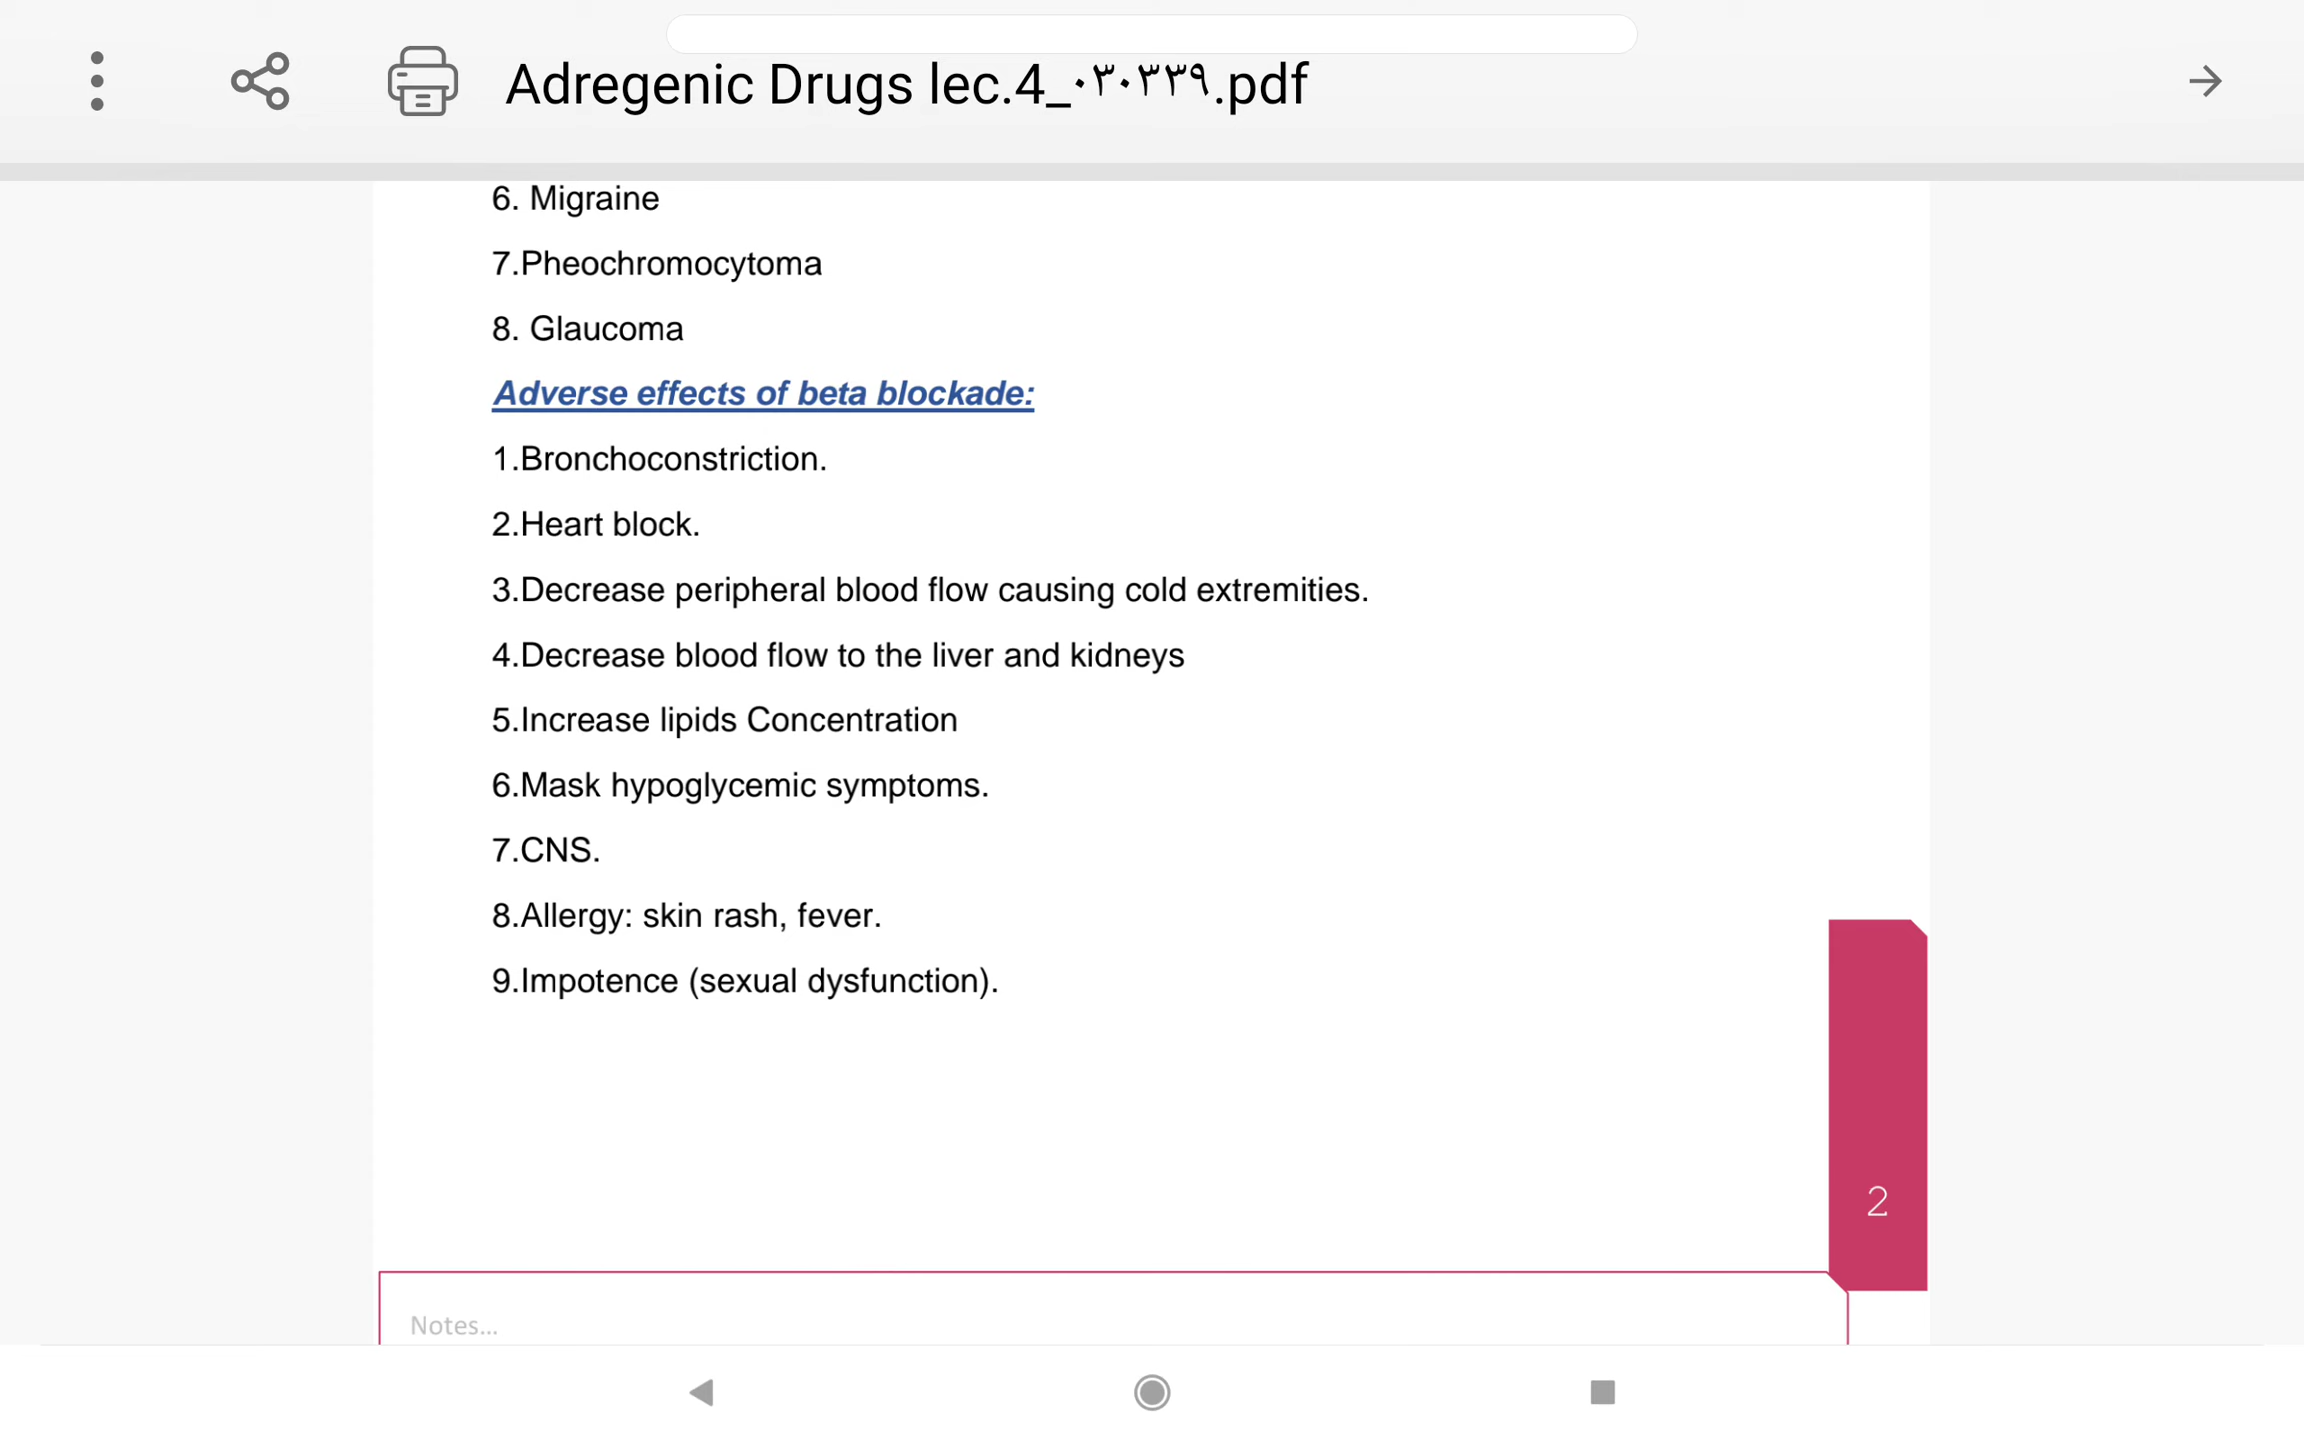 Adregenic Drugs lec.4_٠٣٠٣٣٩.pdf
6. Migraine
7.Pheochromocytoma
8. Glaucoma
Adverse effects of beta blockade:
1.Bronchoconstriction.
2.Heart block.
3.Decrease peripheral blood flow causing cold extremities.
4.Decrease blood flow to the liver and kidneys
5.Increase lipids Concentration
6.Mask hypoglycemic symptoms.
7.CNS.
8.Allergy: skin rash, fever.
9.Impotence (sexual dysfunction).
2
Notes...